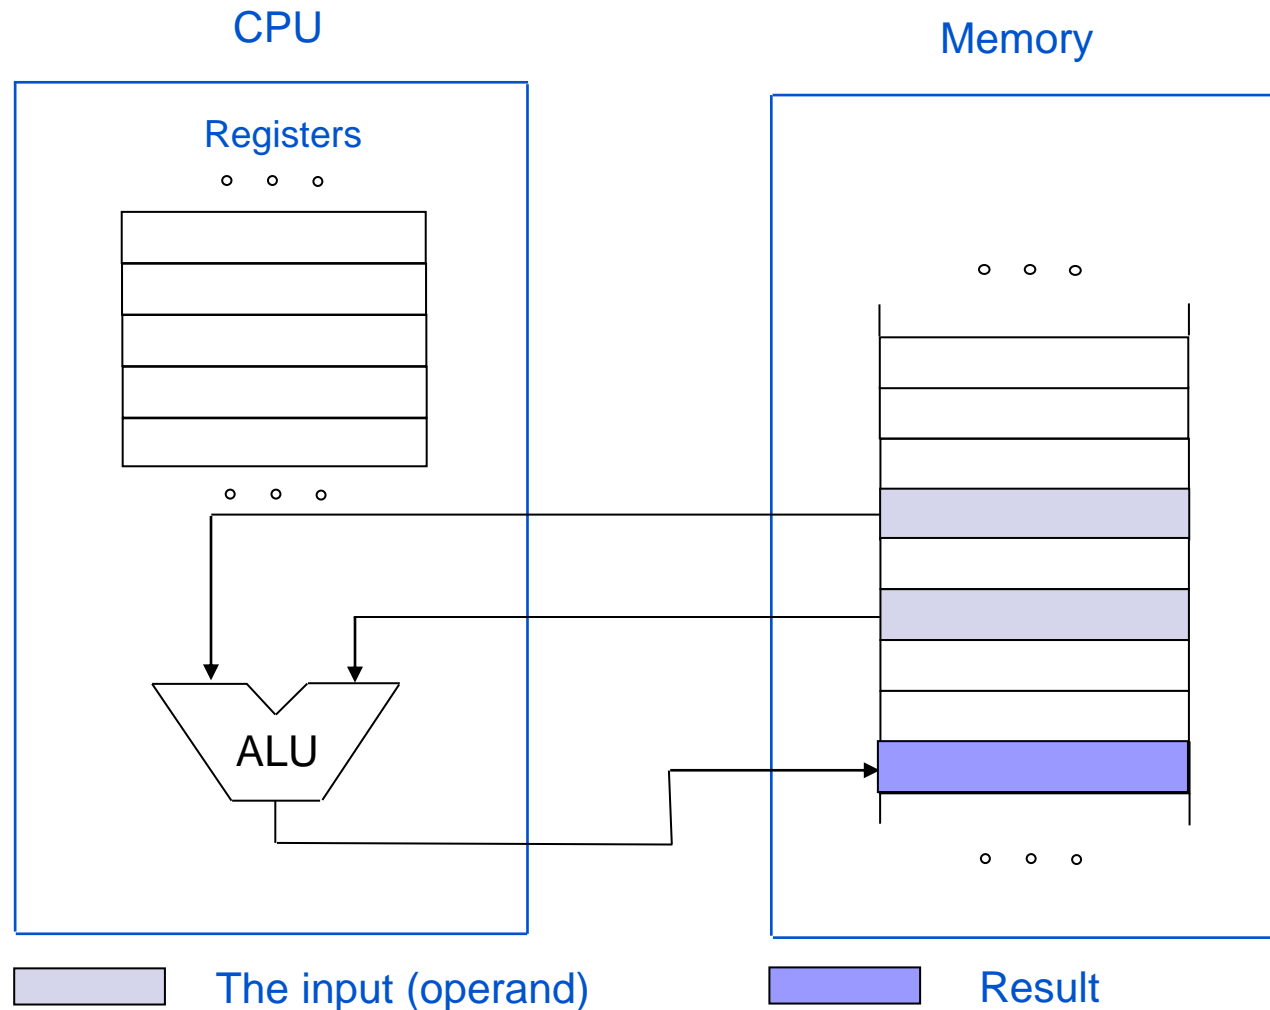 CPU
Memory
Registers
ALU
The input (operand)
Result